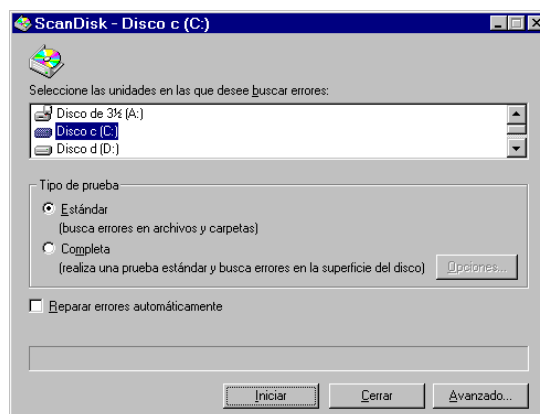 ScanDisk - Disco c (C:)
Seleccione las unidades en las que desee buscar errores:
Disco de 3½ (A:)
Disco c (C:)
Disco d (D:)
Tipo de prueba
Estándar
(busca errores en archivos y carpetas)
Completa
(realiza una prueba estándar y busca errores en la superficie del disco)
Opciones...
Reparar errores automáticamente
Iniciar
Cerrar
Avanzado...